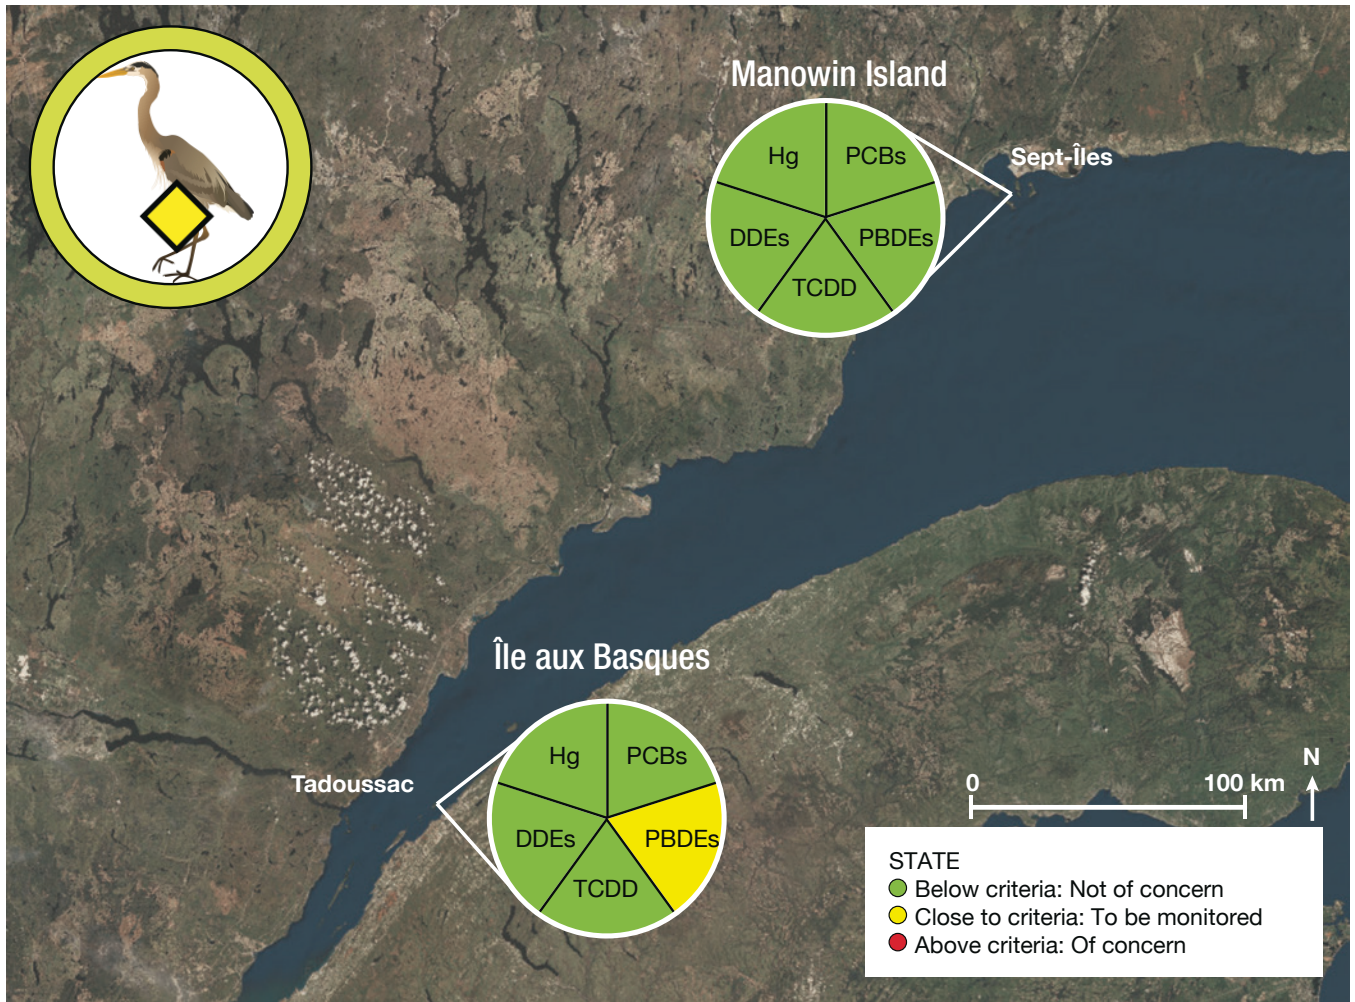 Manowin Island
Hg
PCBs
DDEs
PBDEs
TCDD
Sept-Îles
Île aux Basques
Hg
PCBs
DDEs
PBDEs
TCDD
Tadoussac
0 100 km
N
STATE
Below criteria: Not of concern
Close to criteria: To be monitored
Above criteria: Of concern